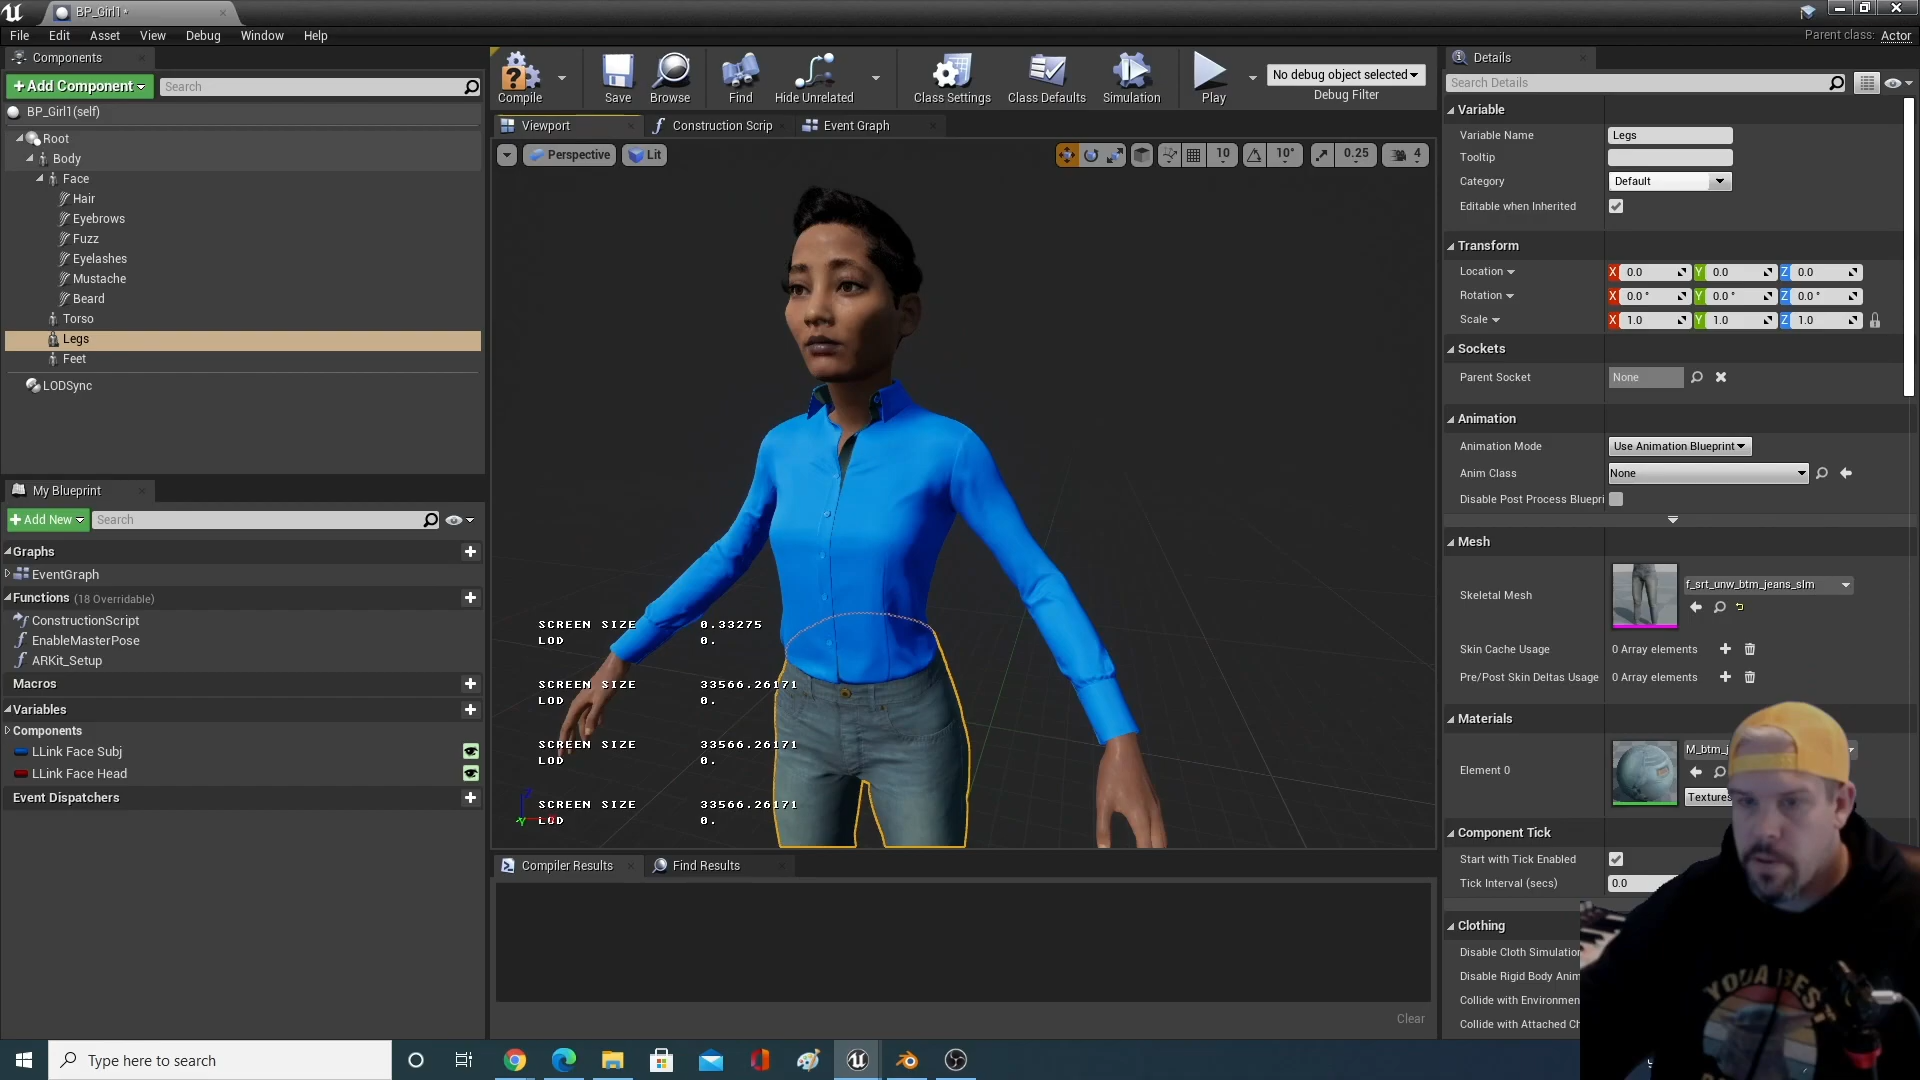 BP_Girl1*
File Edit Asset View Debug Window Help
Parent class: Actor
Components
+Add Component
Search
BP_Girl1(self)
Root
Body
Face
Hair
Eyebrows
Fuzz
Eyelashes
Mustache
Beard
Torso
Legs
Feet
LODSync
My Blueprint
+Add New
Search
Graphs
EventGraph
Functions (18 Overridable)
ConstructionScript
EnableMasterPose
ARKit_Setup
Macros
Variables
Components
LLink Face Subj
LLink Face Head
Event Dispatchers
Compile
Save
Browse
Find
Hide Unrelated
Class Settings
Class Defaults
Simulation
Play
No debug object selected
Debug Filter
Viewport
Construction Scrip
Event Graph
Perspective
Lit
10
10°
0.25
4
SCREEN SIZE 0.33275
LOD 0.
SCREEN SIZE 33566.26171
LOD 0.
SCREEN SIZE 33566.26171
LOD 0.
SCREEN SIZE 33566.26171
LOD 0.
Compiler Results
Find Results
Clear
Details
Search Details
Variable
Variable Name Legs
Tooltip
Category Default
Editable when Inherited
Transform
Location X 0.0 Y 0.0 Z 0.0
Rotation X 0.0° Y 0.0° Z 0.0°
Scale X 1.0 Y 1.0 Z 1.0
Sockets
Parent Socket None
Animation
Animation Mode Use Animation Blueprint
Anim Class None
Disable Post Process Bluepri
Mesh
Skeletal Mesh f_srt_unw_btm_jeans_slm
Skin Cache Usage 0 Array elements
Pre/Post Skin Deltas Usage 0 Array elements
Materials
Element 0 M_btm_j
Textures
Component Tick
Start with Tick Enabled
Tick Interval (secs) 0.0
Clothing
Disable Cloth Simulation
Disable Rigid Body Anim
Collide with Environmen
Collide with Attached Ch
YODA BEST
Type here to search